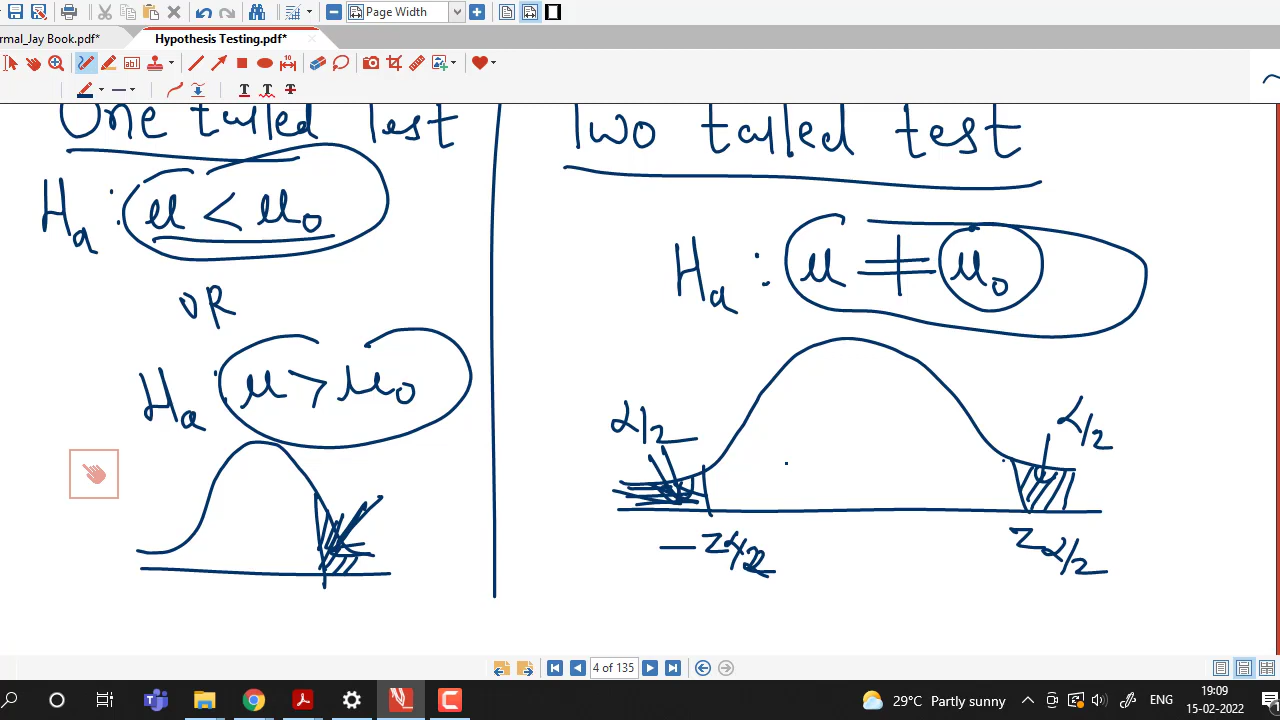 Page Width
rmal_Jay Book.pdf*
Hypothesis Testing.pdf*
10
T T T
One tailed Test
Ha : μ < μ0
OR
Ha : μ > μ0
Two tailed test
Ha : μ ≠ μ0
α/2
α/2
-Zα/2
Zα/2
4 of 135
29°C Partly sunny
ENG
19:09
15-02-2022